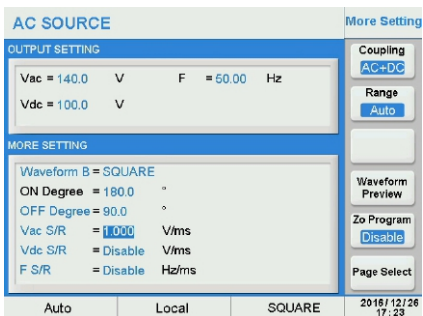 AC SOURCE
More Setting
OUTPUT SETTING
Vac = 140.0 V F = 50.00 Hz
Vdc = 100.0 V
MORE SETTING
Waveform B = SQUARE
ON Degree = 180.0 °
OFF Degree = 90.0 °
Vac S/R = 1.000 V/ms
Vdc S/R = Disable V/ms
F S/R = Disable Hz/ms
Coupling
AC+DC
Range
Auto
Waveform
Preview
Zo Program
Disable
Page Select
Auto Local SQUARE
2016/12/26
17:23